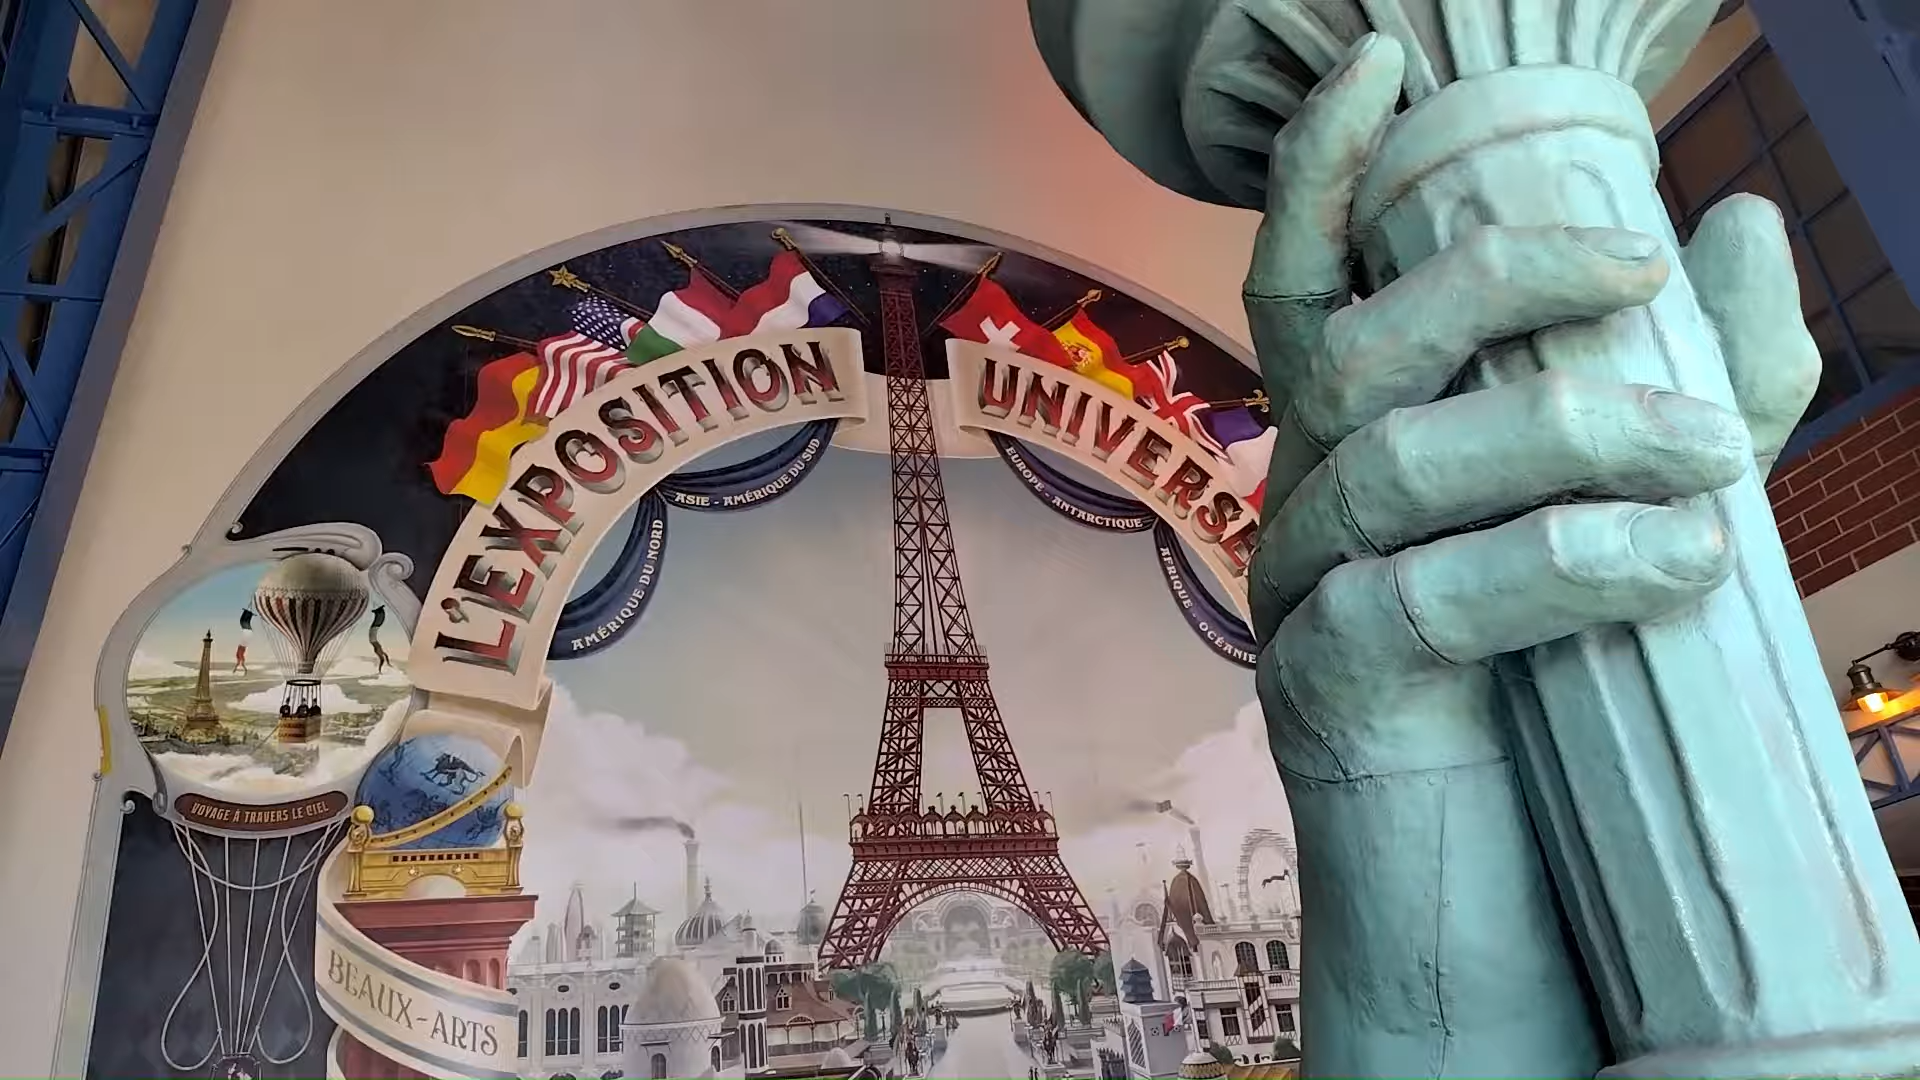 L'EXPOSITION
UNIVERSE
ASIE - AMÉRIQUE DU SUD
EUROPE - ANTARCTIQUE
AMÉRIQUE DU NORD
AFRIQUE - OCÉANIE
VOYAGE À TRAVERS LE CIEL
BEAUX-ARTS